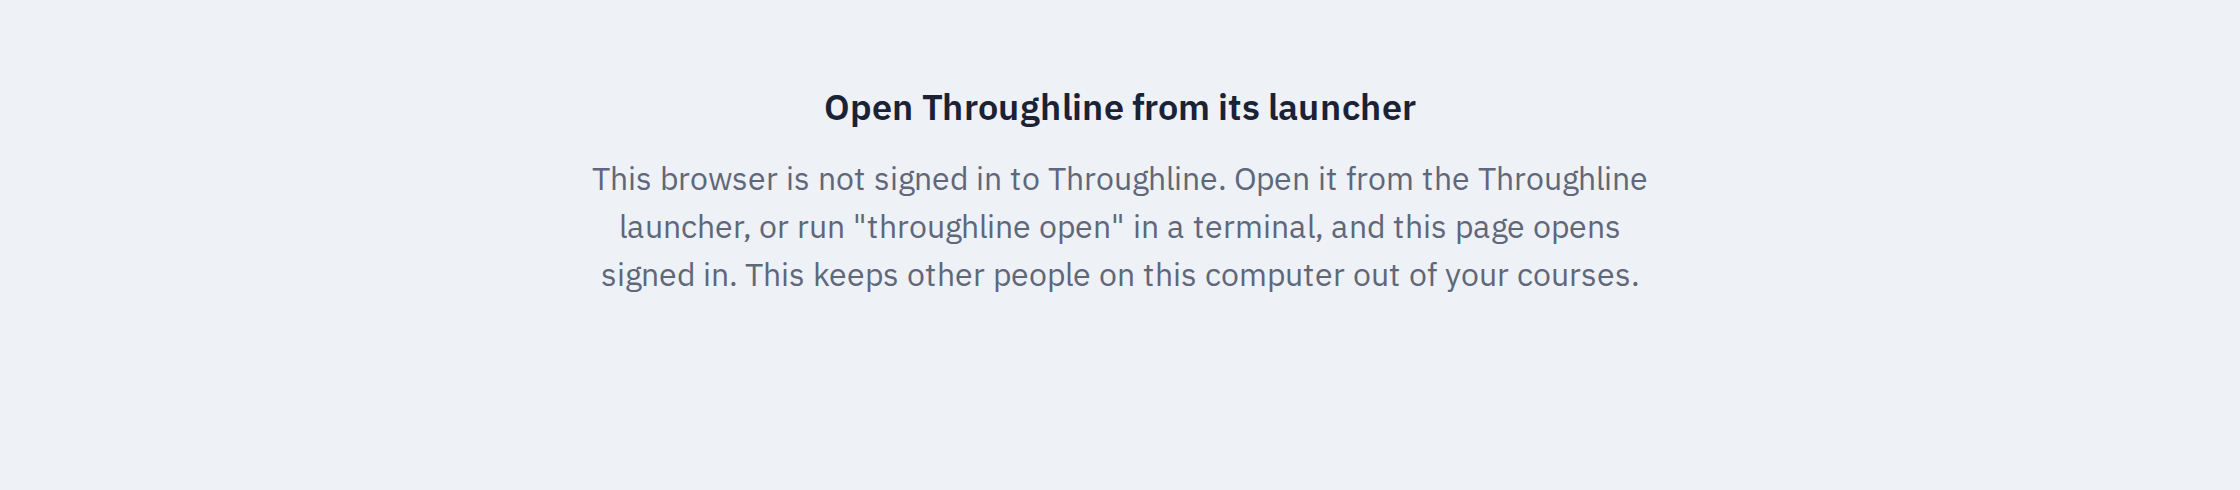 Open Throughline from its launcher
This browser is not signed in to Throughline. Open it from the Throughline
launcher, or run "throughline open" in a terminal, and this page opens
signed in. This keeps other people on this computer out of your courses.